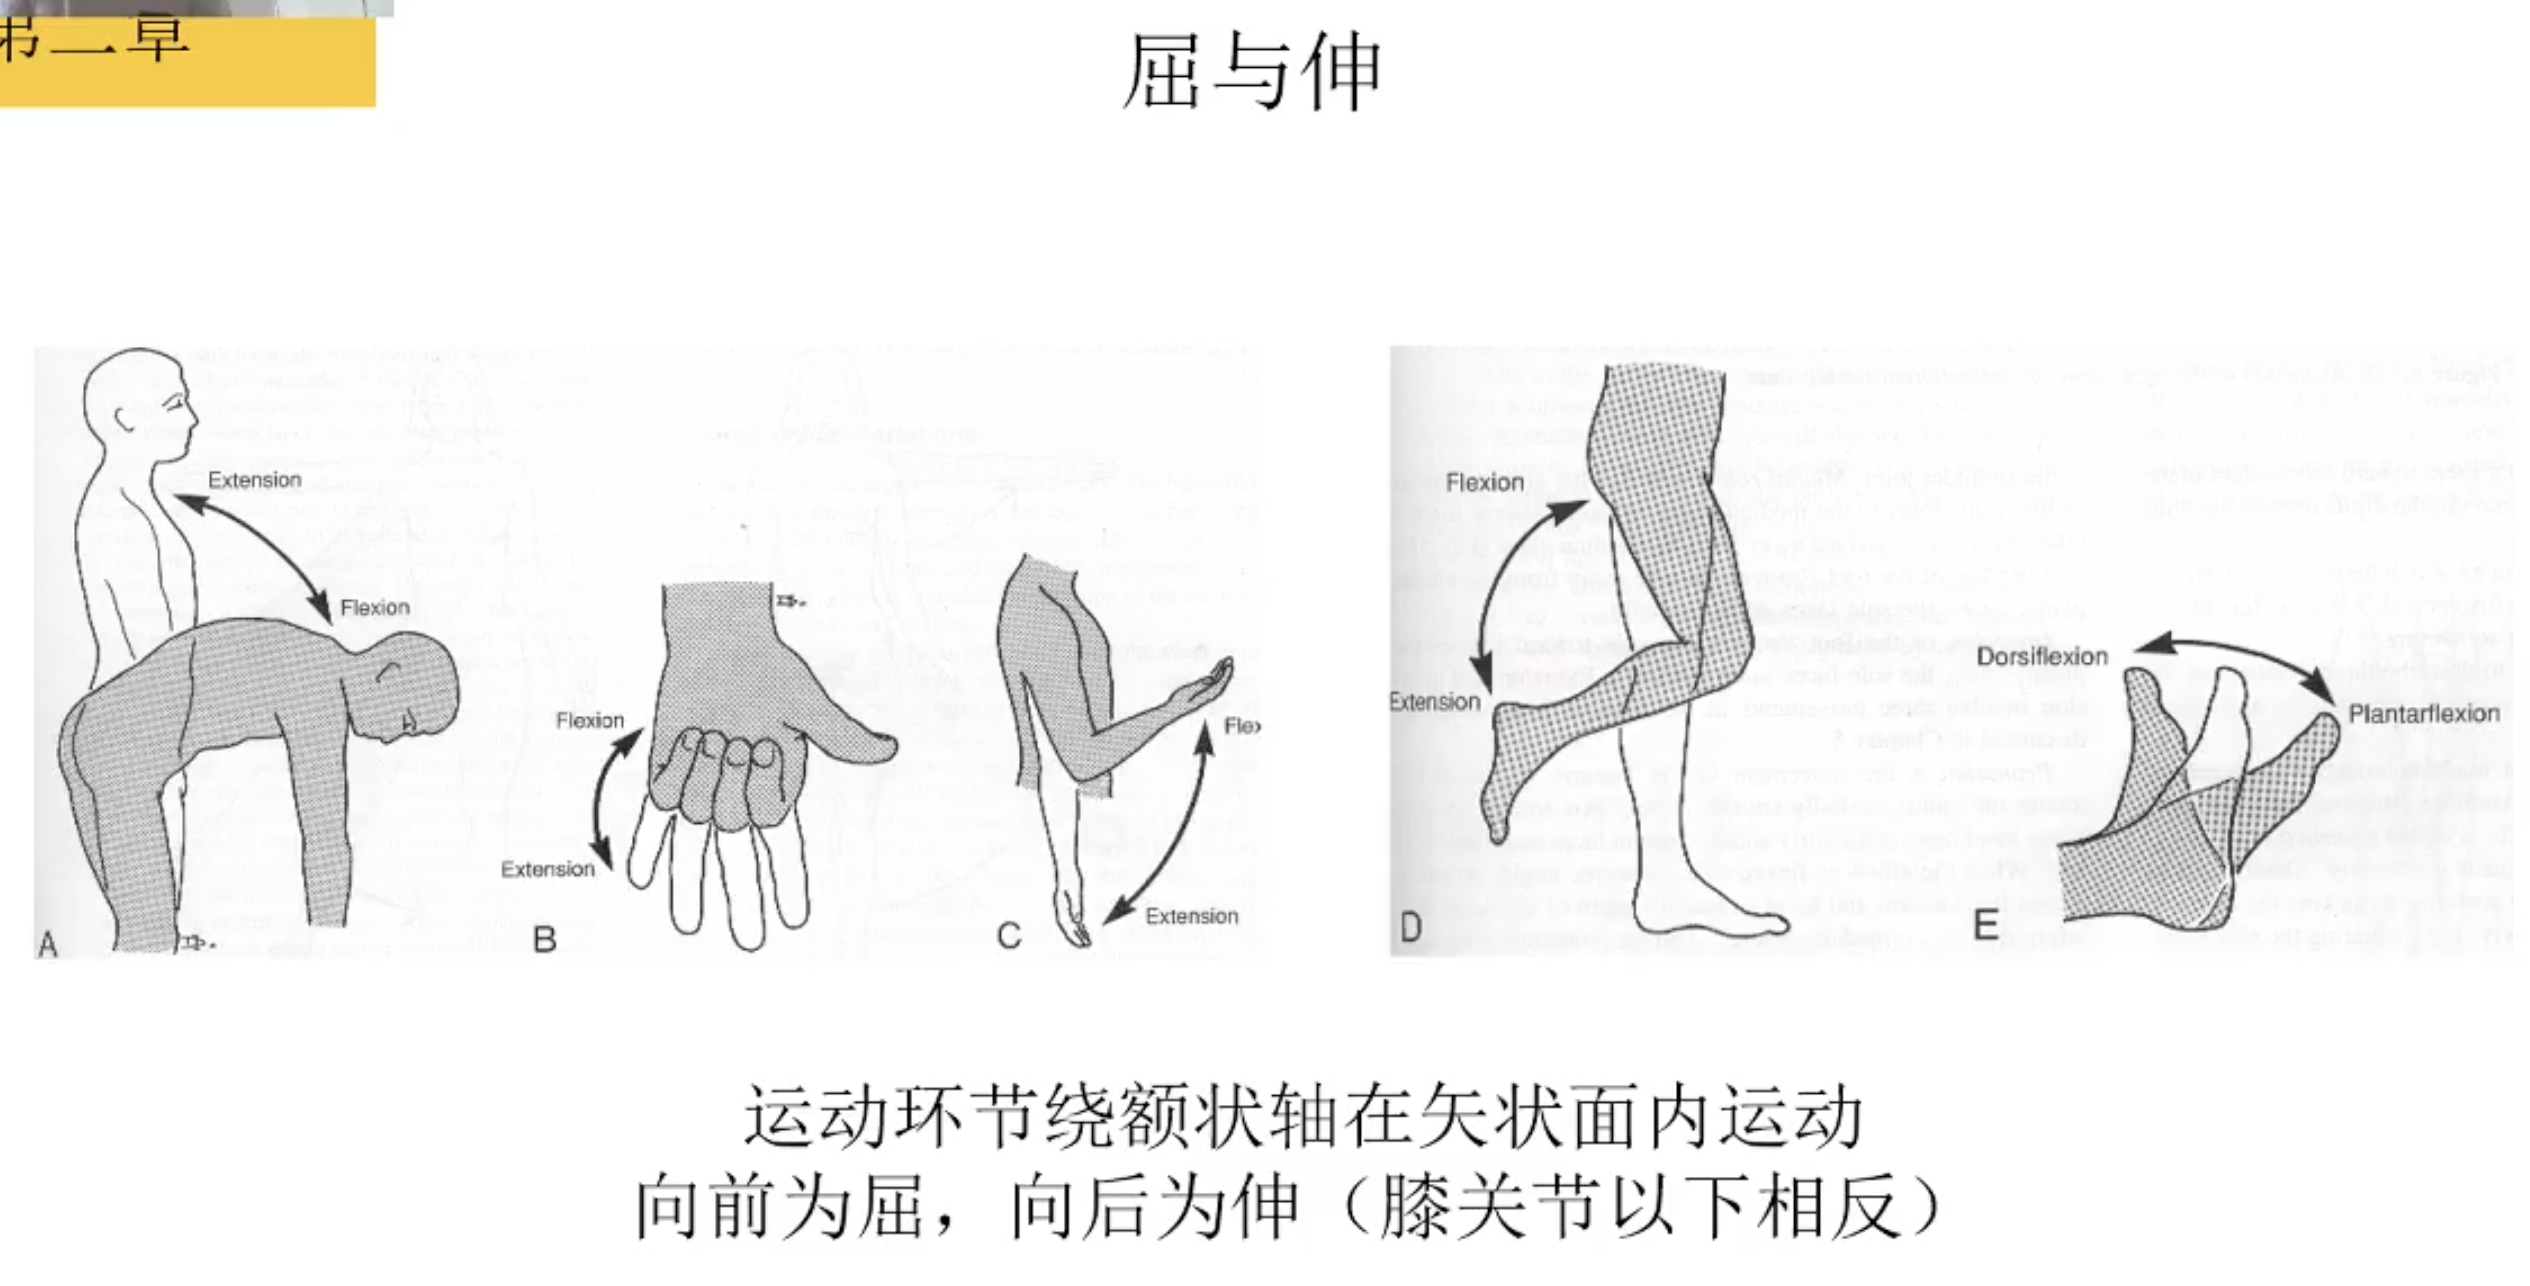 第二章
屈与伸
Extension
Flexion
A
Flexion
Extension
B
Flex
Extension
C
Flexion
Extension
D
Dorsiflexion
Plantarflexion
E
运动环节绕额状轴在矢状面内运动
向前为屈，向后为伸（膝关节以下相反）